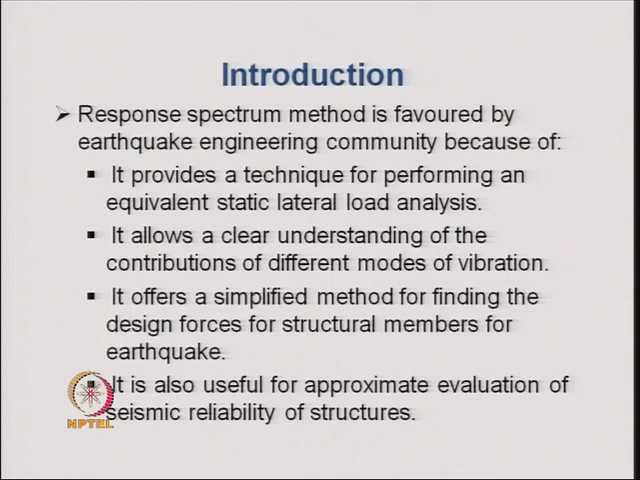 Introduction
➢ Response spectrum method is favoured by
earthquake engineering community because of:
▪ It provides a technique for performing an
equivalent static lateral load analysis.
▪ It allows a clear understanding of the
contributions of different modes of vibration.
▪ It offers a simplified method for finding the
design forces for structural members for
earthquake.
It is also useful for approximate evaluation of
seismic reliability of structures.
NPTEL